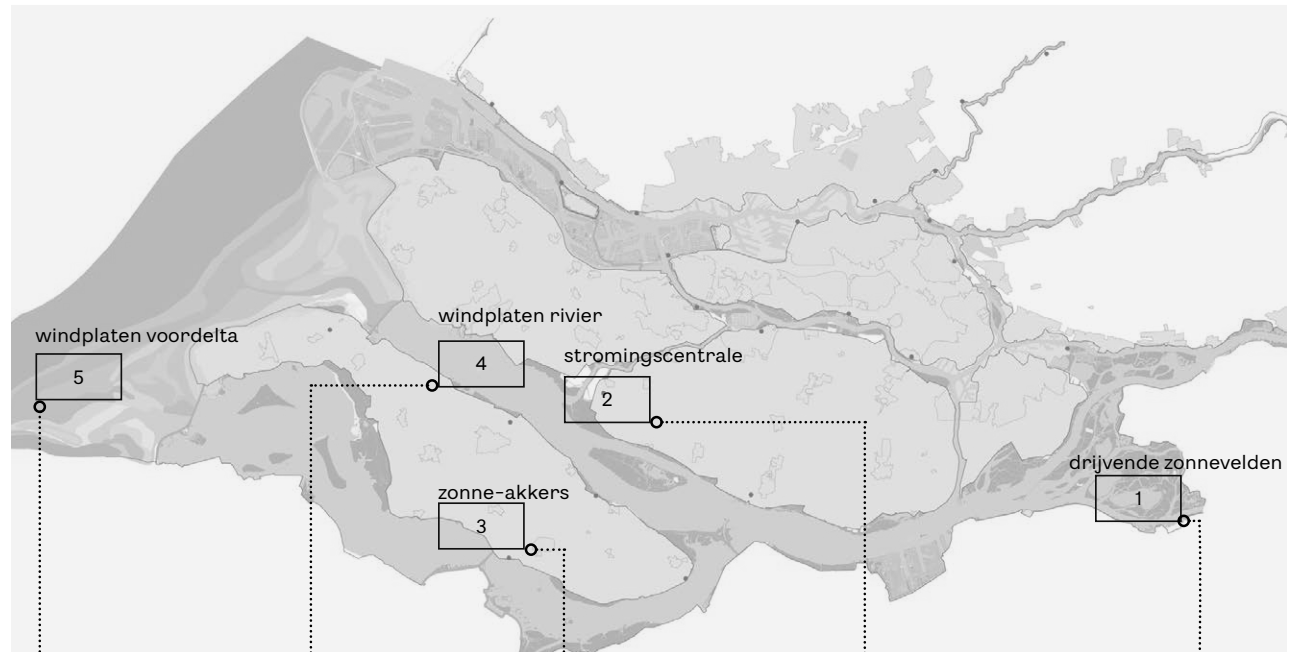 windplaten rivier
windplaten voordelta
4
stromingscentrale
5
2
drijvende zonnevelden
zonne-akkers
1
3